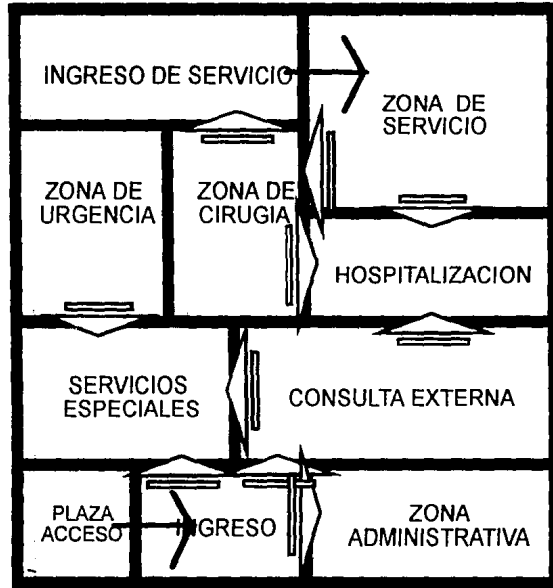 INGRESO DE SERVICIO
ZONA DE
SERVICIO
ZONA DE
URGENCIA
ZONA DE
CIRUGIA
HOSPITALIZACION
SERVICIOS
ESPECIALES
CONSULTA EXTERNA
PLAZA
ACCESO
INGRESO
ZONA
ADMINISTRATIVA